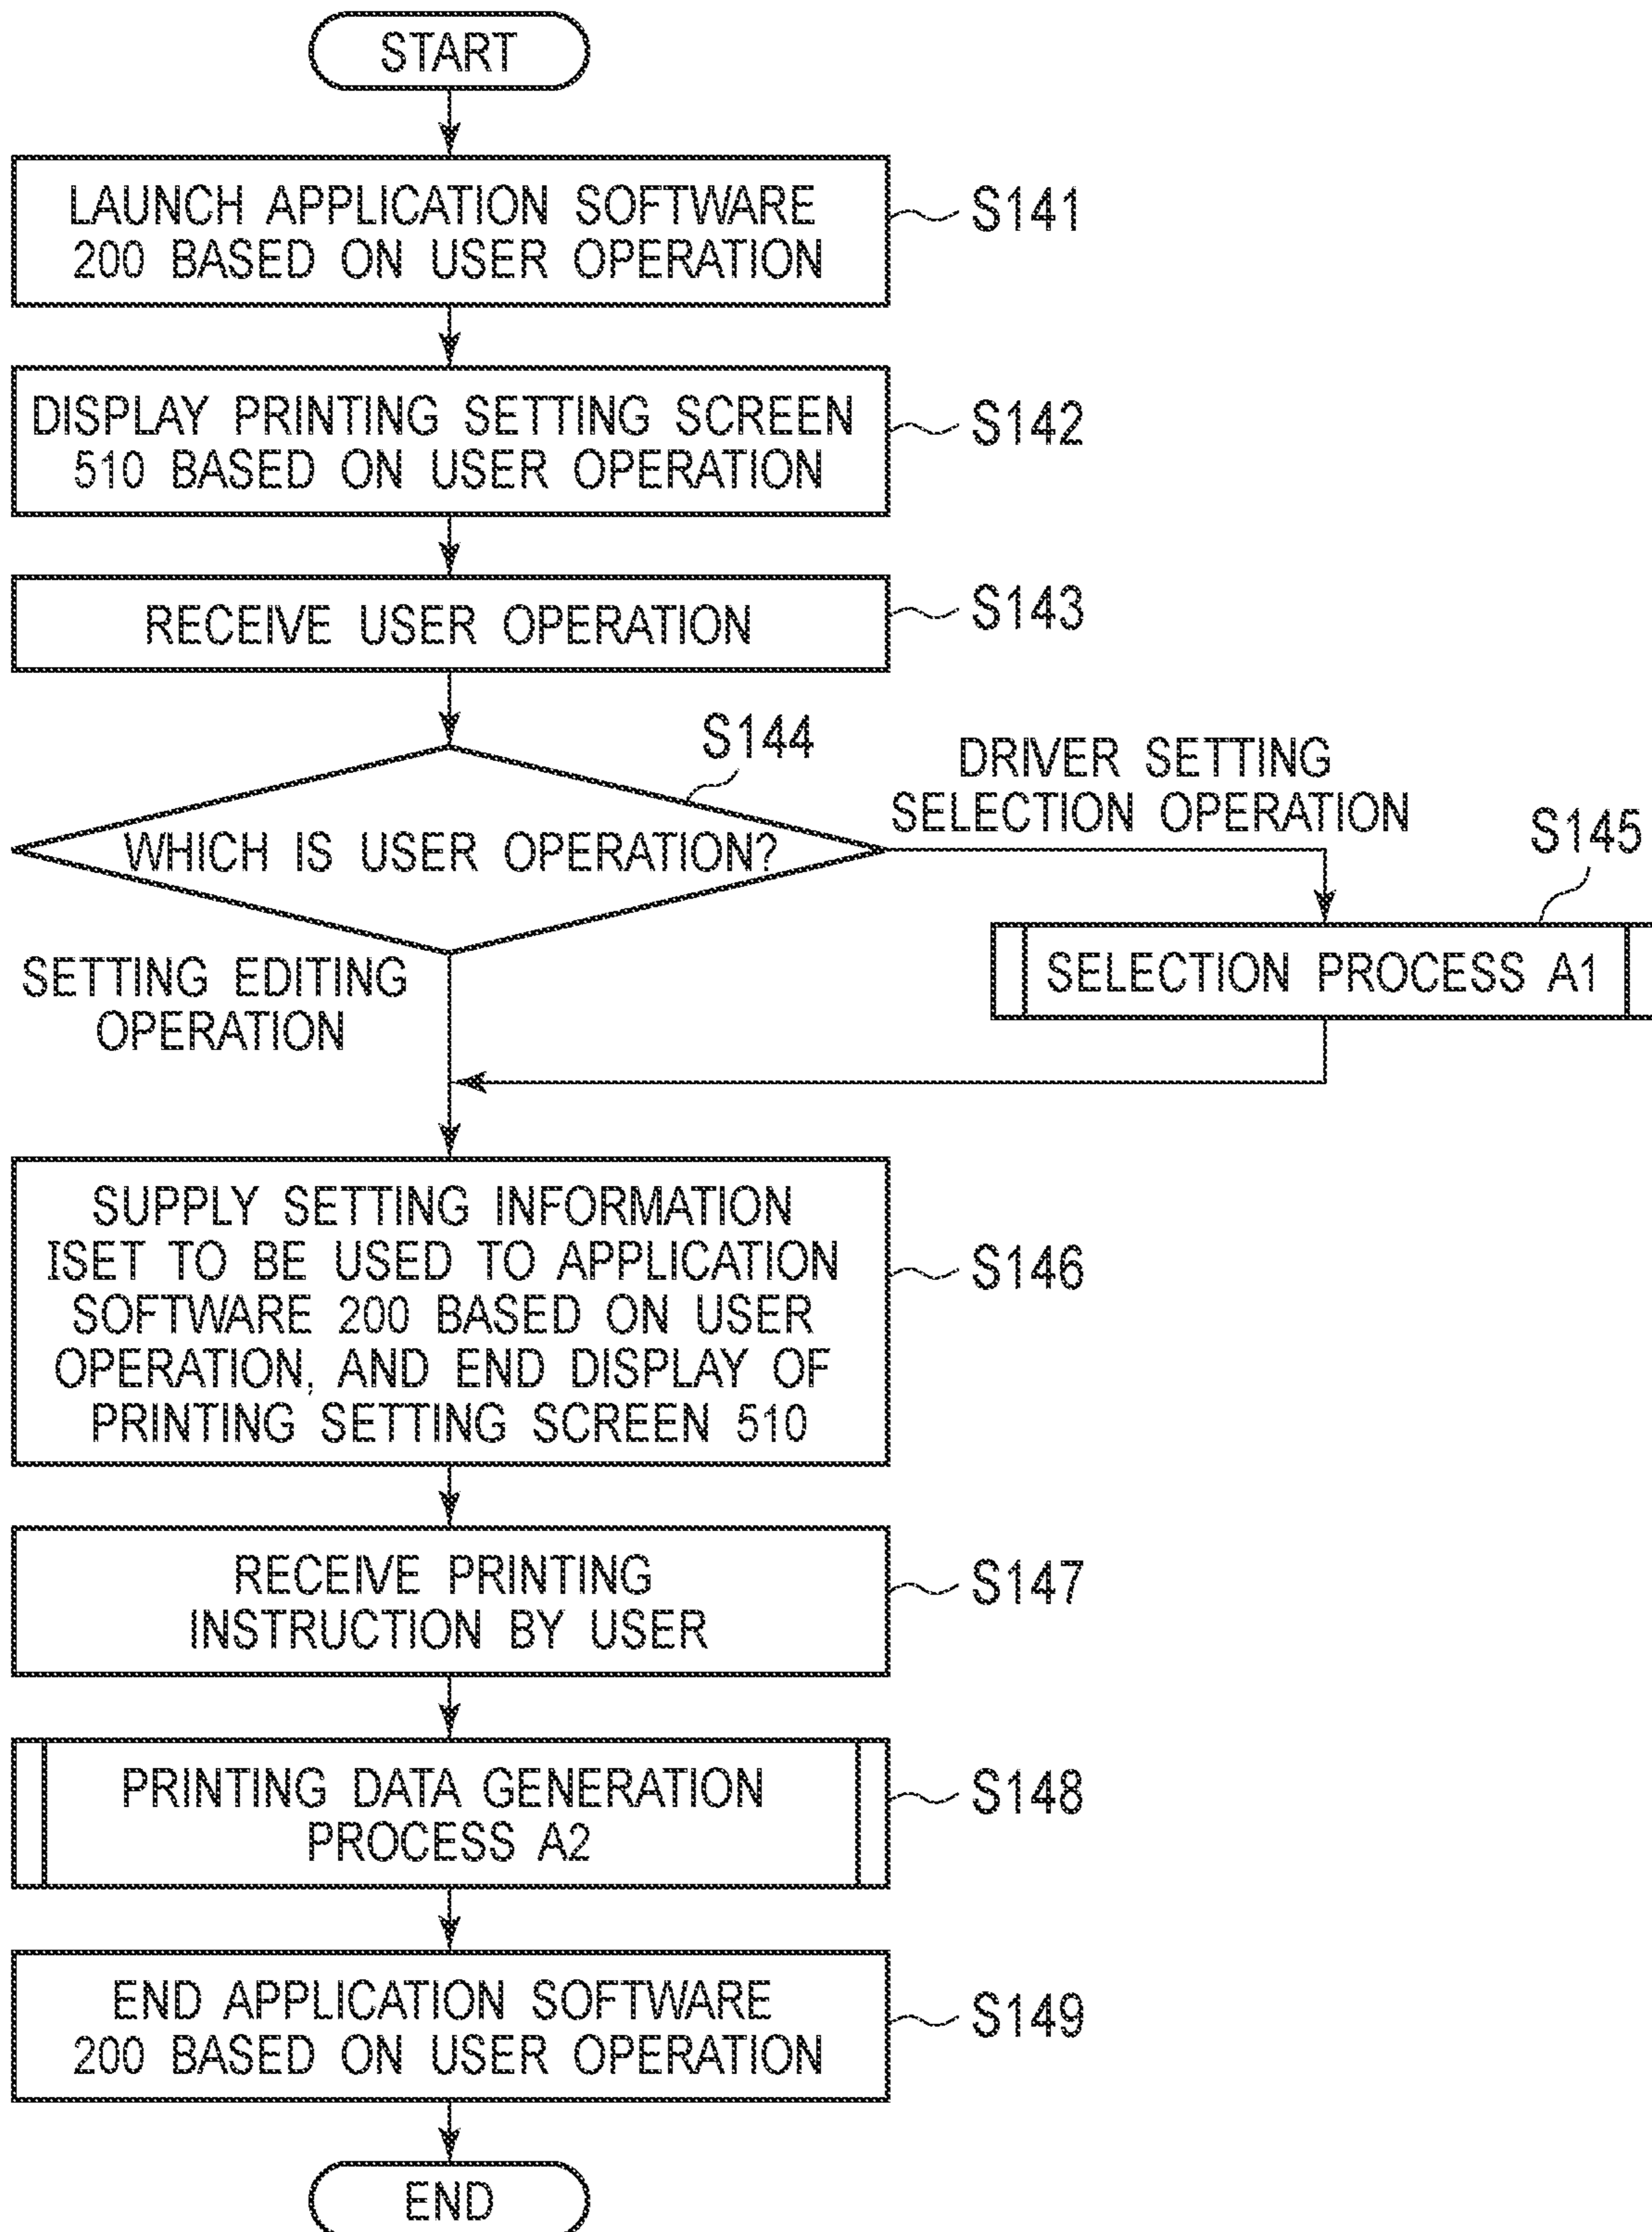 START
LAUNCH APPLICATION SOFTWARE
200 BASED ON USER OPERATION
S141
DISPLAY PRINTING SETTING SCREEN
510 BASED ON USER OPERATION
S142
RECEIVE USER OPERATION
S143
S144
WHICH IS USER OPERATION?
DRIVER SETTING
SELECTION OPERATION
S145
SELECTION PROCESS A1
SETTING EDITING
OPERATION
SUPPLY SETTING INFORMATION
ISET TO BE USED TO APPLICATION
SOFTWARE 200 BASED ON USER
OPERATION, AND END DISPLAY OF
PRINTING SETTING SCREEN 510
S146
RECEIVE PRINTING
INSTRUCTION BY USER
S147
PRINTING DATA GENERATION
PROCESS A2
S148
END APPLICATION SOFTWARE
200 BASED ON USER OPERATION
S149
END